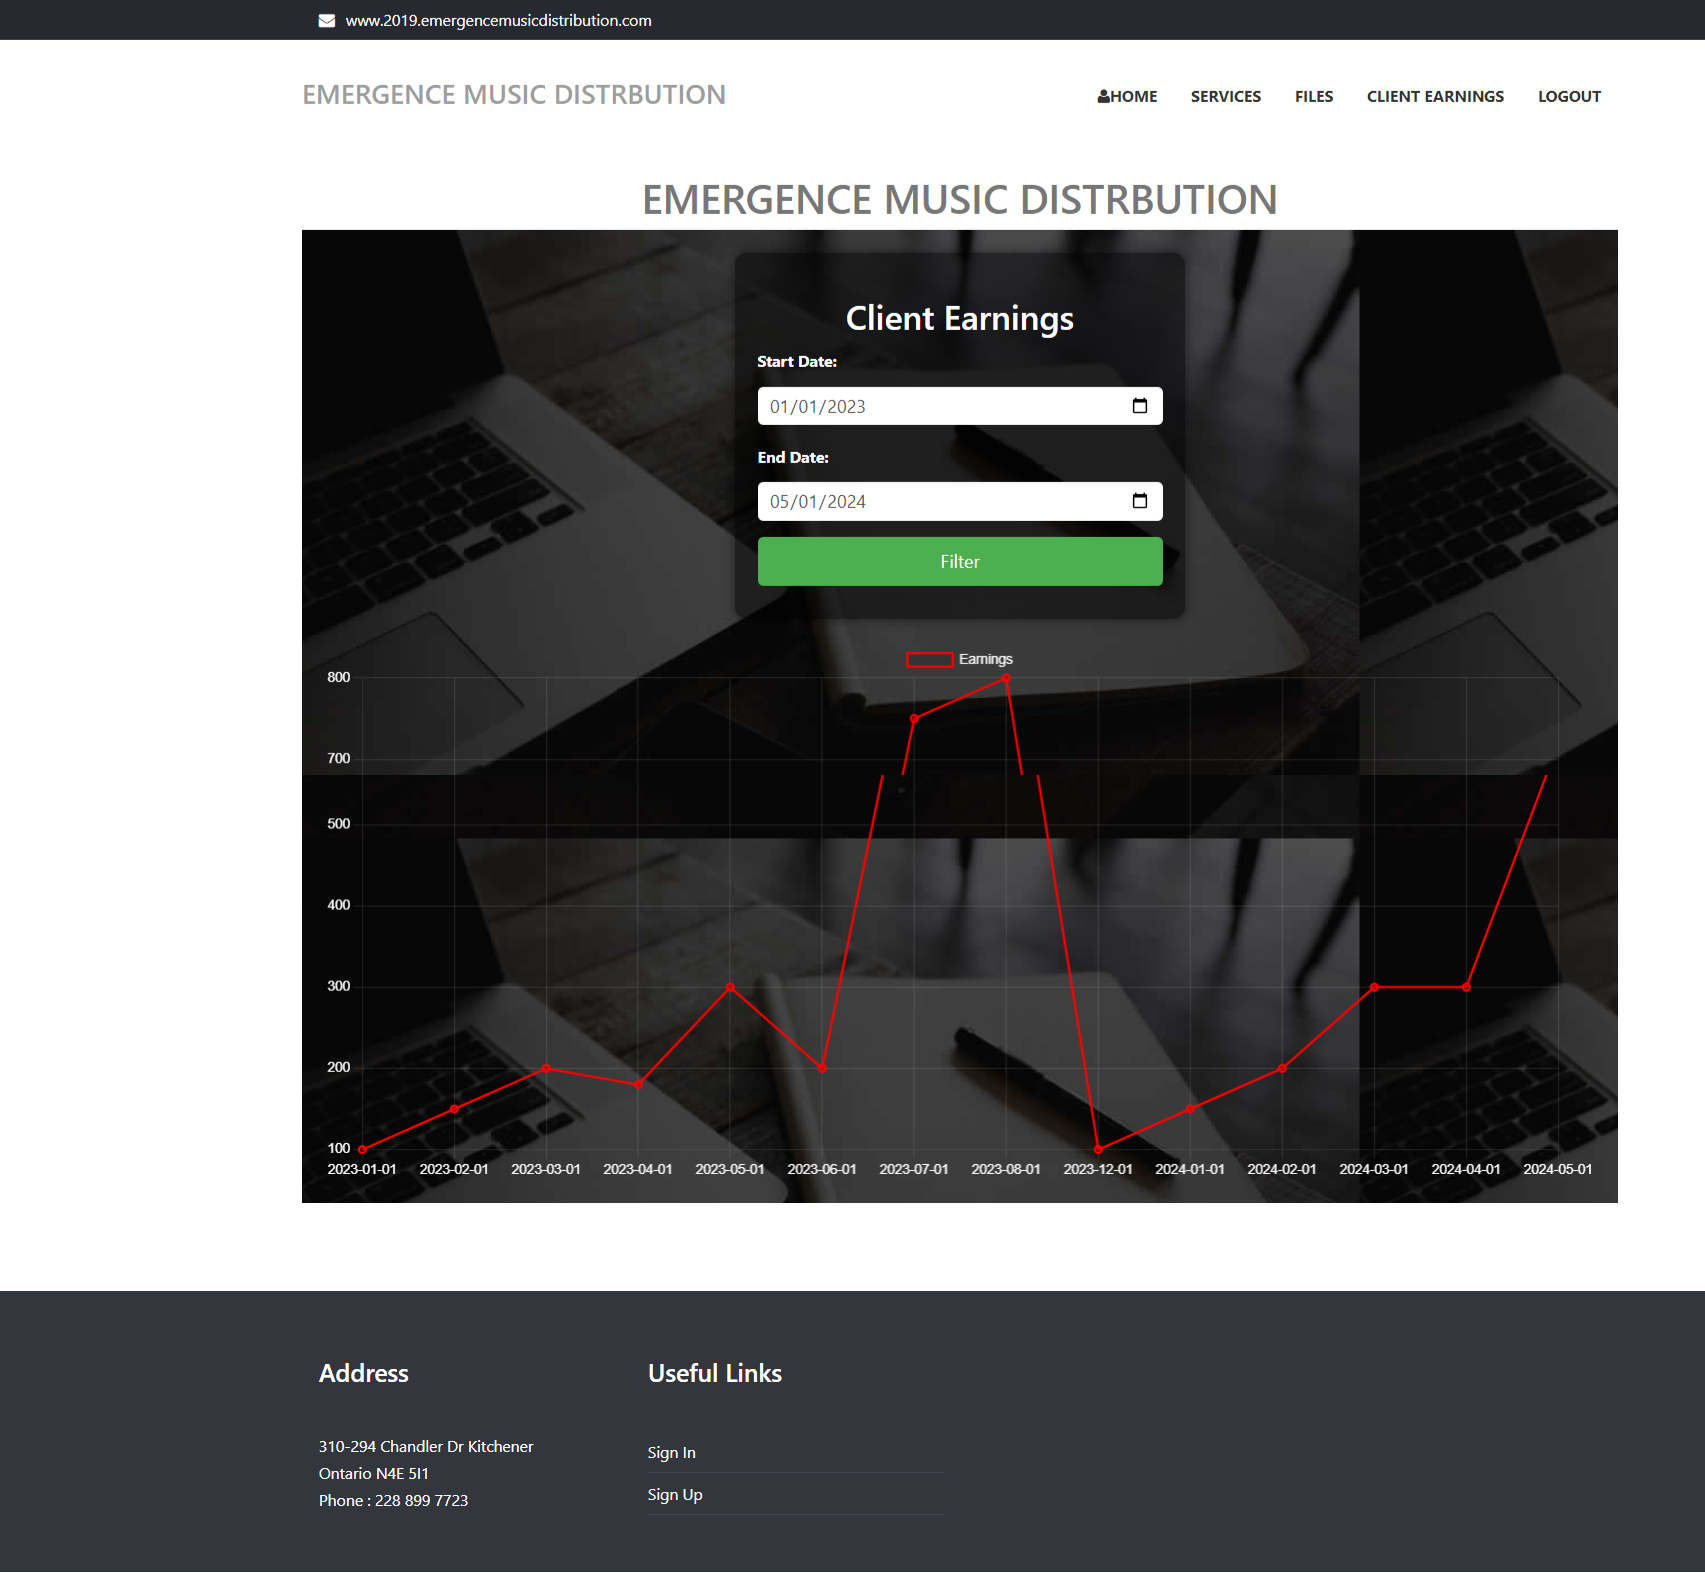 www.2019.emergencemusicdistribution.com
EMERGENCE MUSIC DISTRBUTION
HOME SERVICES FILES CLIENT EARNINGS LOGOUT
EMERGENCE MUSIC DISTRBUTION
Client Earnings
Start Date:
01/01/2023
End Date:
05/01/2024
Filter
Earnings
800
700
500
400
300
200
100
2023-01-01 2023-02-01 2023-03-01 2023-04-01 2023-05-01 2023-06-01 2023-07-01 2023-08-01 2023-12-01 2024-01-01 2024-02-01 2024-03-01 2024-04-01 2024-05-01
Address
310-294 Chandler Dr Kitchener
Ontario N4E 5I1
Phone : 228 899 7723
Useful Links
Sign In
Sign Up